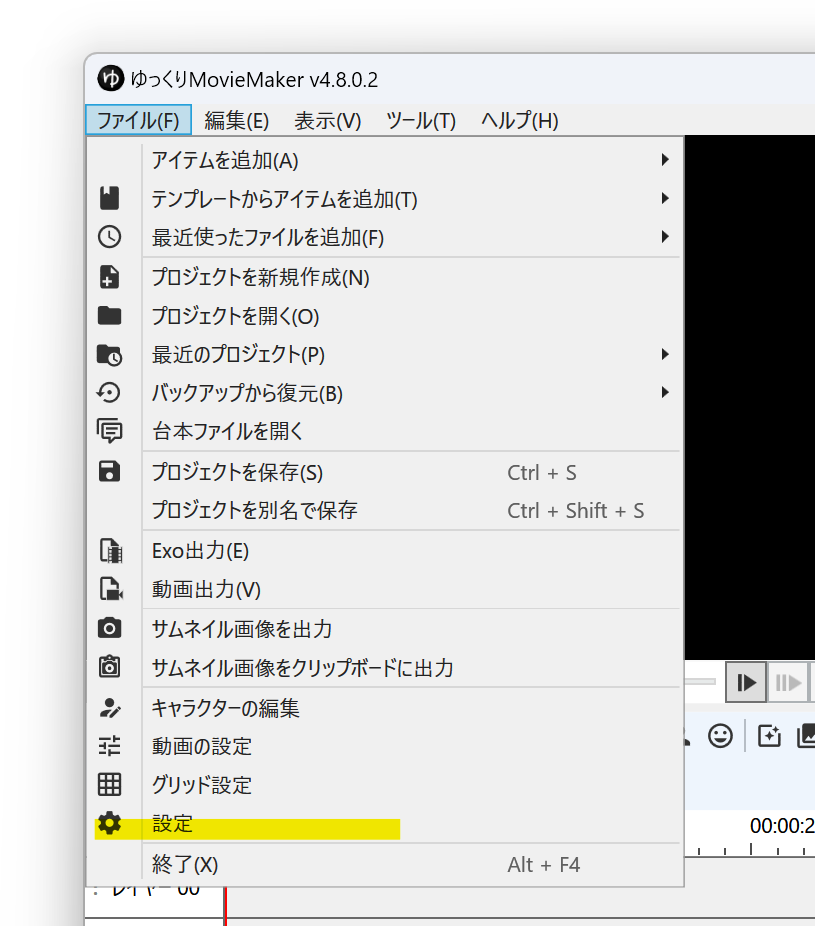 ゆ ゆっくりMovieMaker v4.8.0.2
ファイル(F) 編集(E) 表示(V) ツール(T) ヘルプ(H)
アイテムを追加(A)
テンプレートからアイテムを追加(T)
最近使ったファイルを追加(F)
プロジェクトを新規作成(N)
プロジェクトを開く(O)
最近のプロジェクト(P)
バックアップから復元(B)
台本ファイルを開く
プロジェクトを保存(S) Ctrl + S
プロジェクトを別名で保存 Ctrl + Shift + S
Exo出力(E)
動画出力(V)
サムネイル画像を出力
サムネイル画像をクリップボードに出力
キャラクターの編集
動画の設定
グリッド設定
設定
00:00:2
終了(X) Alt + F4
レイヤー 00